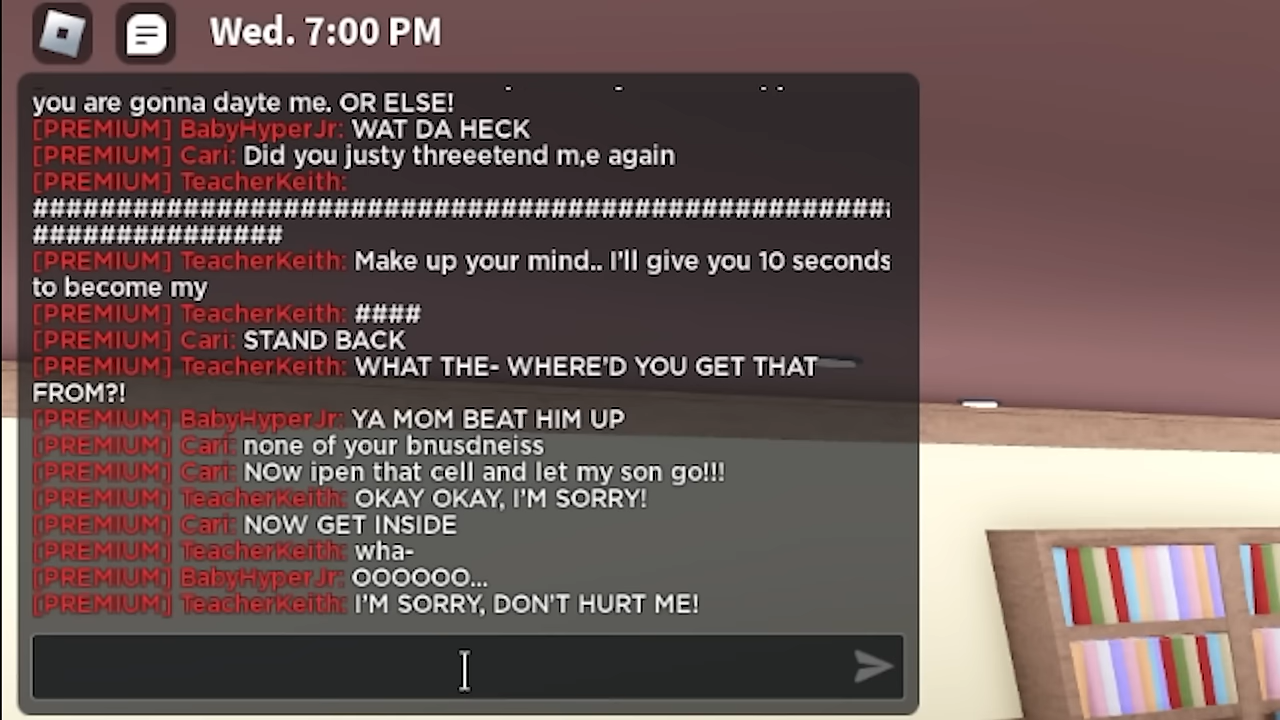 Wed. 7:00 PM
you are gonna dayte me. OR ELSE!
[PREMIUM] BabyHyperJr: WAT DA HECK
[PREMIUM] Cari: Did you justy threeetend m,e again
[PREMIUM] TeacherKeith:
###################################################
###############
[PREMIUM] TeacherKeith: Make up your mind.. I'll give you 10 seconds
to become my
[PREMIUM] TeacherKeith: ####
[PREMIUM] Cari: STAND BACK
[PREMIUM] TeacherKeith: WHAT THE- WHERE'D YOU GET THAT
FROM?!
[PREMIUM] BabyHyperJr: YA MOM BEAT HIM UP
[PREMIUM] Cari: none of your bnusdneiss
[PREMIUM] Cari: NOw ipen that cell and let my son go!!!
[PREMIUM] TeacherKeith: OKAY OKAY, I'M SORRY!
[PREMIUM] Cari: NOW GET INSIDE
[PREMIUM] TeacherKeith: wha-
[PREMIUM] BabyHyperJr: OOOOOO...
[PREMIUM] TeacherKeith: I'M SORRY, DON'T HURT ME!